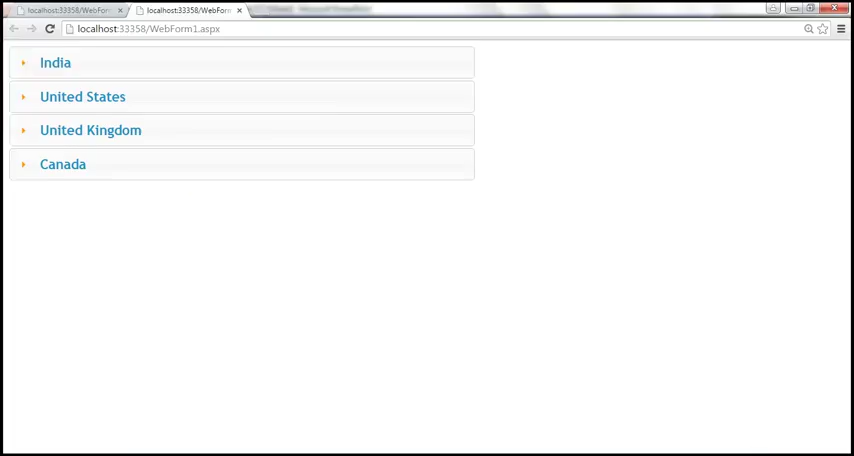 localhost:33358/WebForm
localhost:33358/WebForm
localhost:33358/WebForm1.aspx
India
United States
United Kingdom
Canada